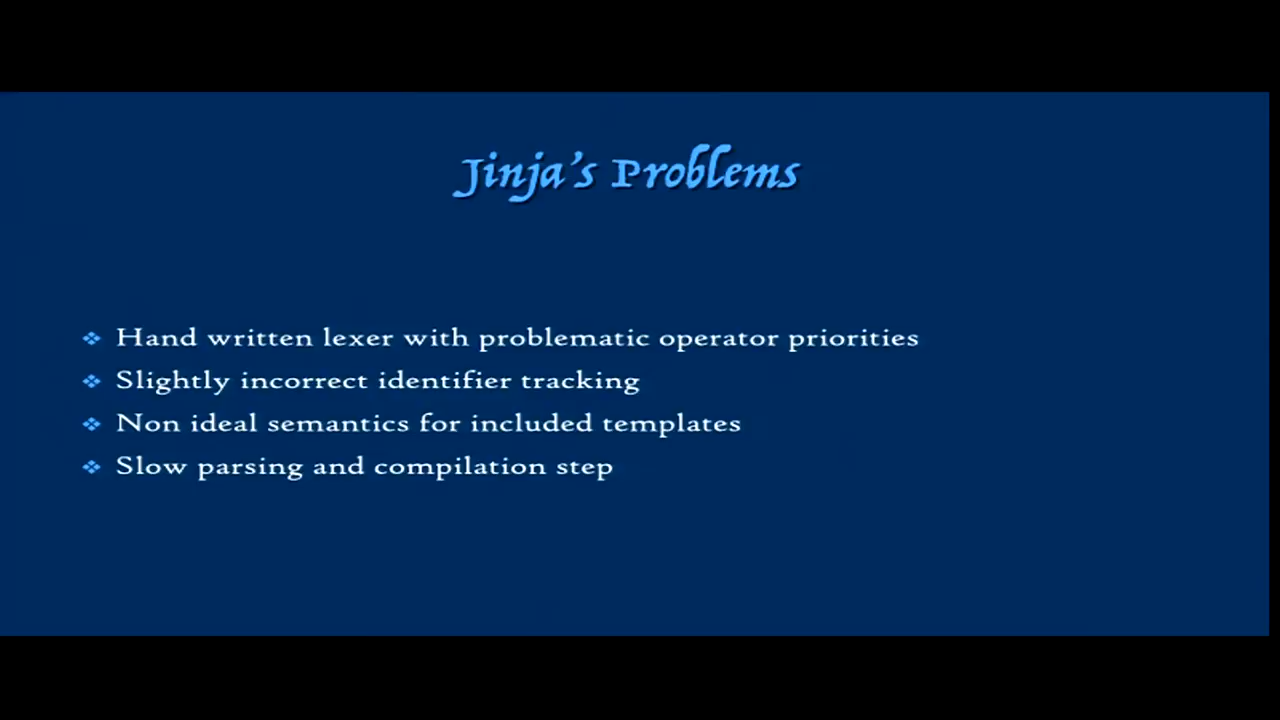 Jinja's Problems
Hand written lexer with problematic operator priorities
Slightly incorrect identifier tracking
Non ideal semantics for included templates
Slow parsing and compilation step